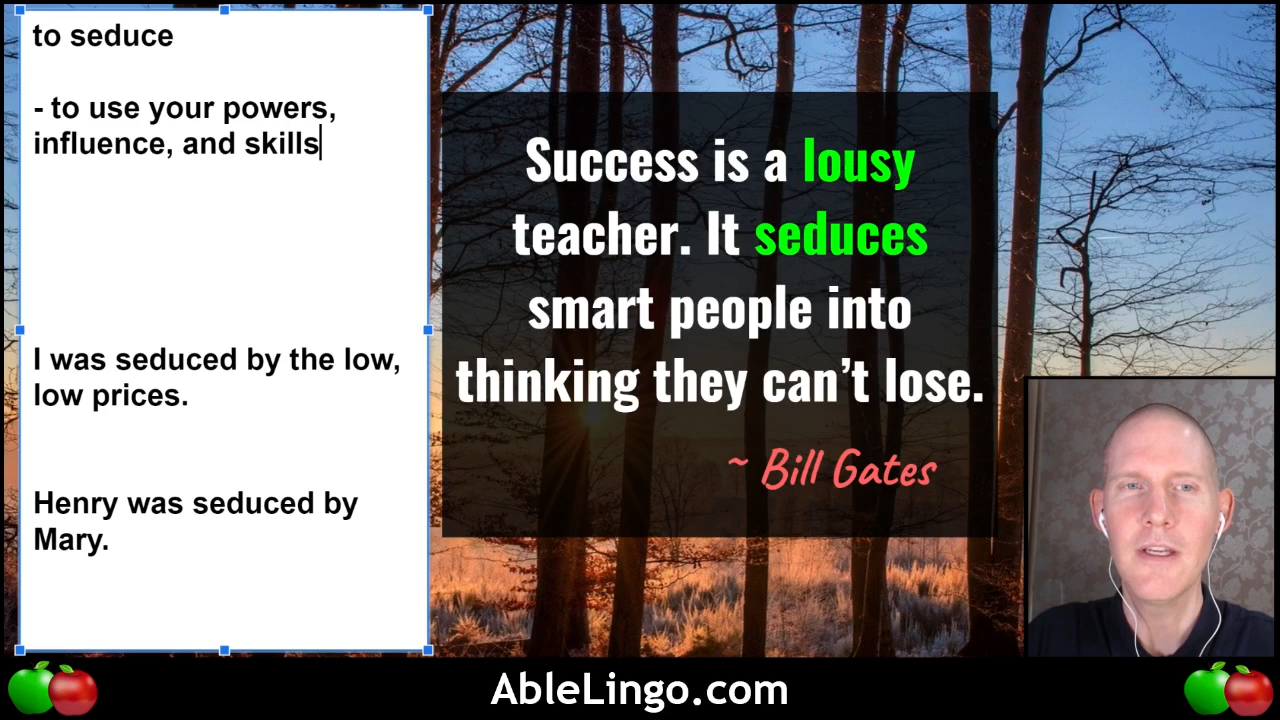 to seduce
- to use your powers,
influence, and skills
I was seduced by the low,
low prices.
Henry was seduced by
Mary.
Success is a lousy
teacher. It seduces
smart people into
thinking they can’t lose.
~ Bill Gates
AbleLingo.com